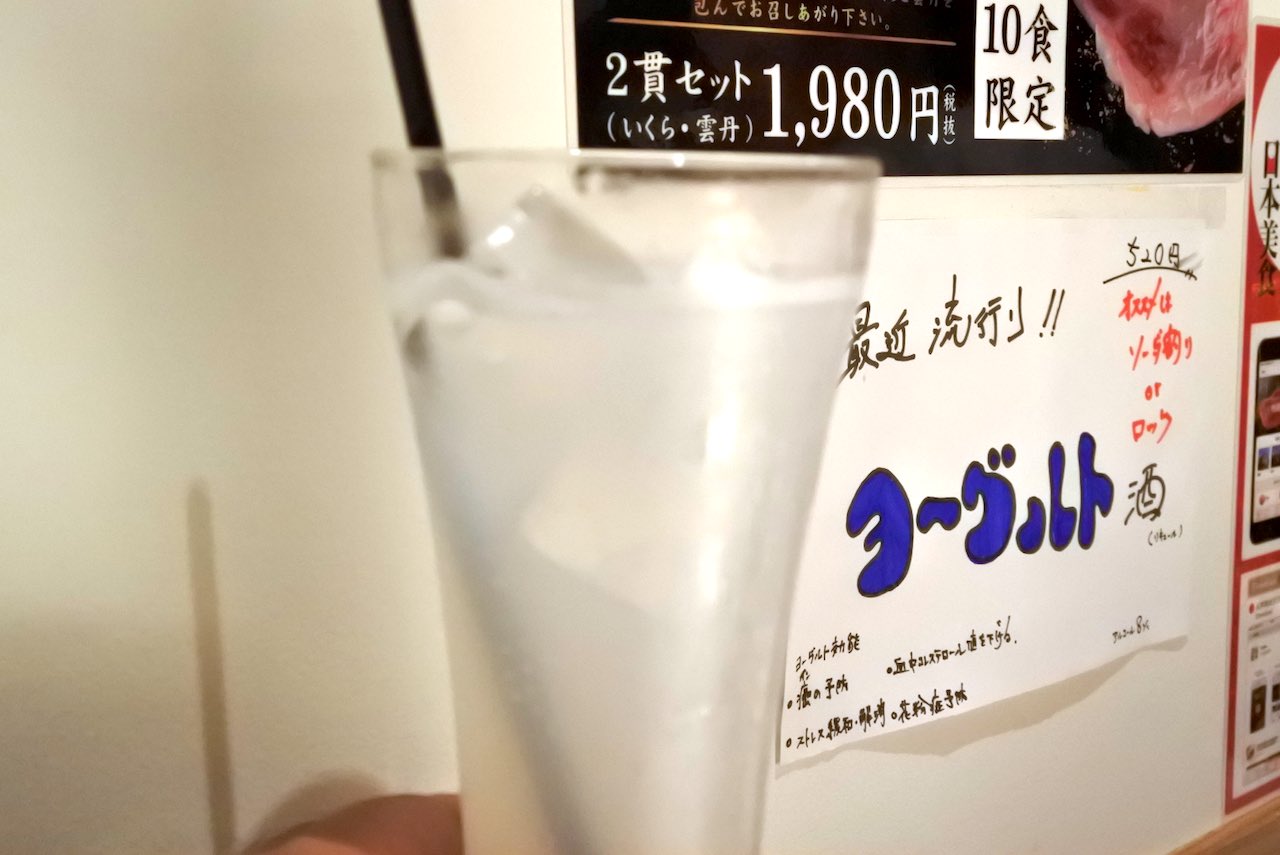 包んでお召しあがり下さい。
2貫セット
(いくら・雲丹)
1,980円
(税抜)
10食
限定
日本美食
520円
最近 流行り!!
オススメは
ソーダ割り
or
ロック
ヨーグルト
酒
(リキュール)
アルコール8%
ヨーグルト効能
ガン
・癌の予防
・血中コレステロール値を下げる.
・ストレス緩和・解消
・花粉症予防